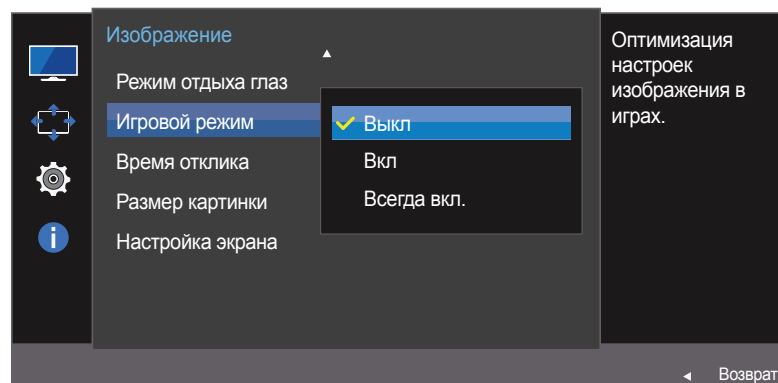 Изображение
Режим отдыха глаз
Игровой режим
Время отклика
Размер картинки
Настройка экрана
Выкл
Вкл
Всегда вкл.
Оптимизация
настроек
изображения в
играх.
Возврат